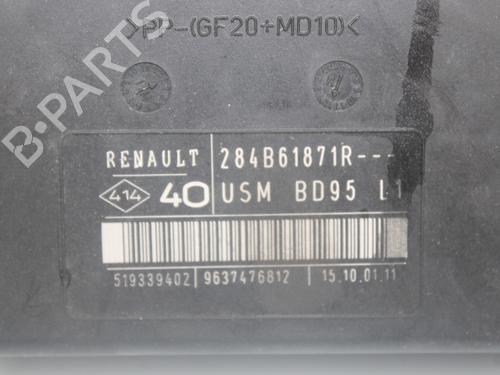 >PP-(GF20+MD10)<
B-PARTS
RENAULT 284B61871R---
414 40 USM BD95 L1
519339402 9637476812 15.10.01.11